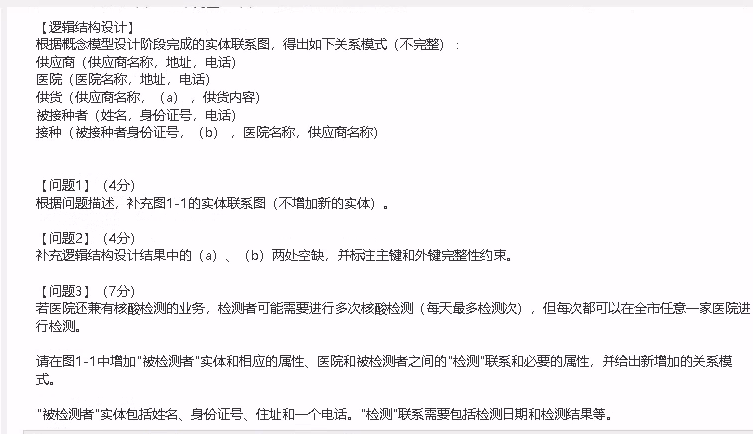 【逻辑结构设计】
根据概念模型设计阶段完成的实体联系图，得出如下关系模式（不完整）：
供应商（供应商名称，地址，电话）
医院（医院名称，地址，电话）
供货（供应商名称，（a），供货内容）
被接种者（姓名，身份证号，电话）
接种（被接种者身份证号，（b），医院名称，供应商名称）
【问题1】（4分）
根据问题描述，补充图1-1的实体联系图（不增加新的实体）。
【问题2】（4分）
补充逻辑结构设计结果中的（a）、（b）两处空缺，并标注主键和外键完整性约束。
【问题3】（7分）
若医院还兼有核酸检测的业务，检测者可能需要进行多次核酸检测（每天最多检测次），但每次都可以在全市任意一家医院进
行检测。
请在图1-1中增加"被检测者"实体和相应的属性、医院和被检测者之间的"检测"联系和必要的属性，并给出新增加的关系模
式。
"被检测者"实体包括姓名、身份证号、住址和一个电话。"检测"联系需要包括检测日期和检测结果等。